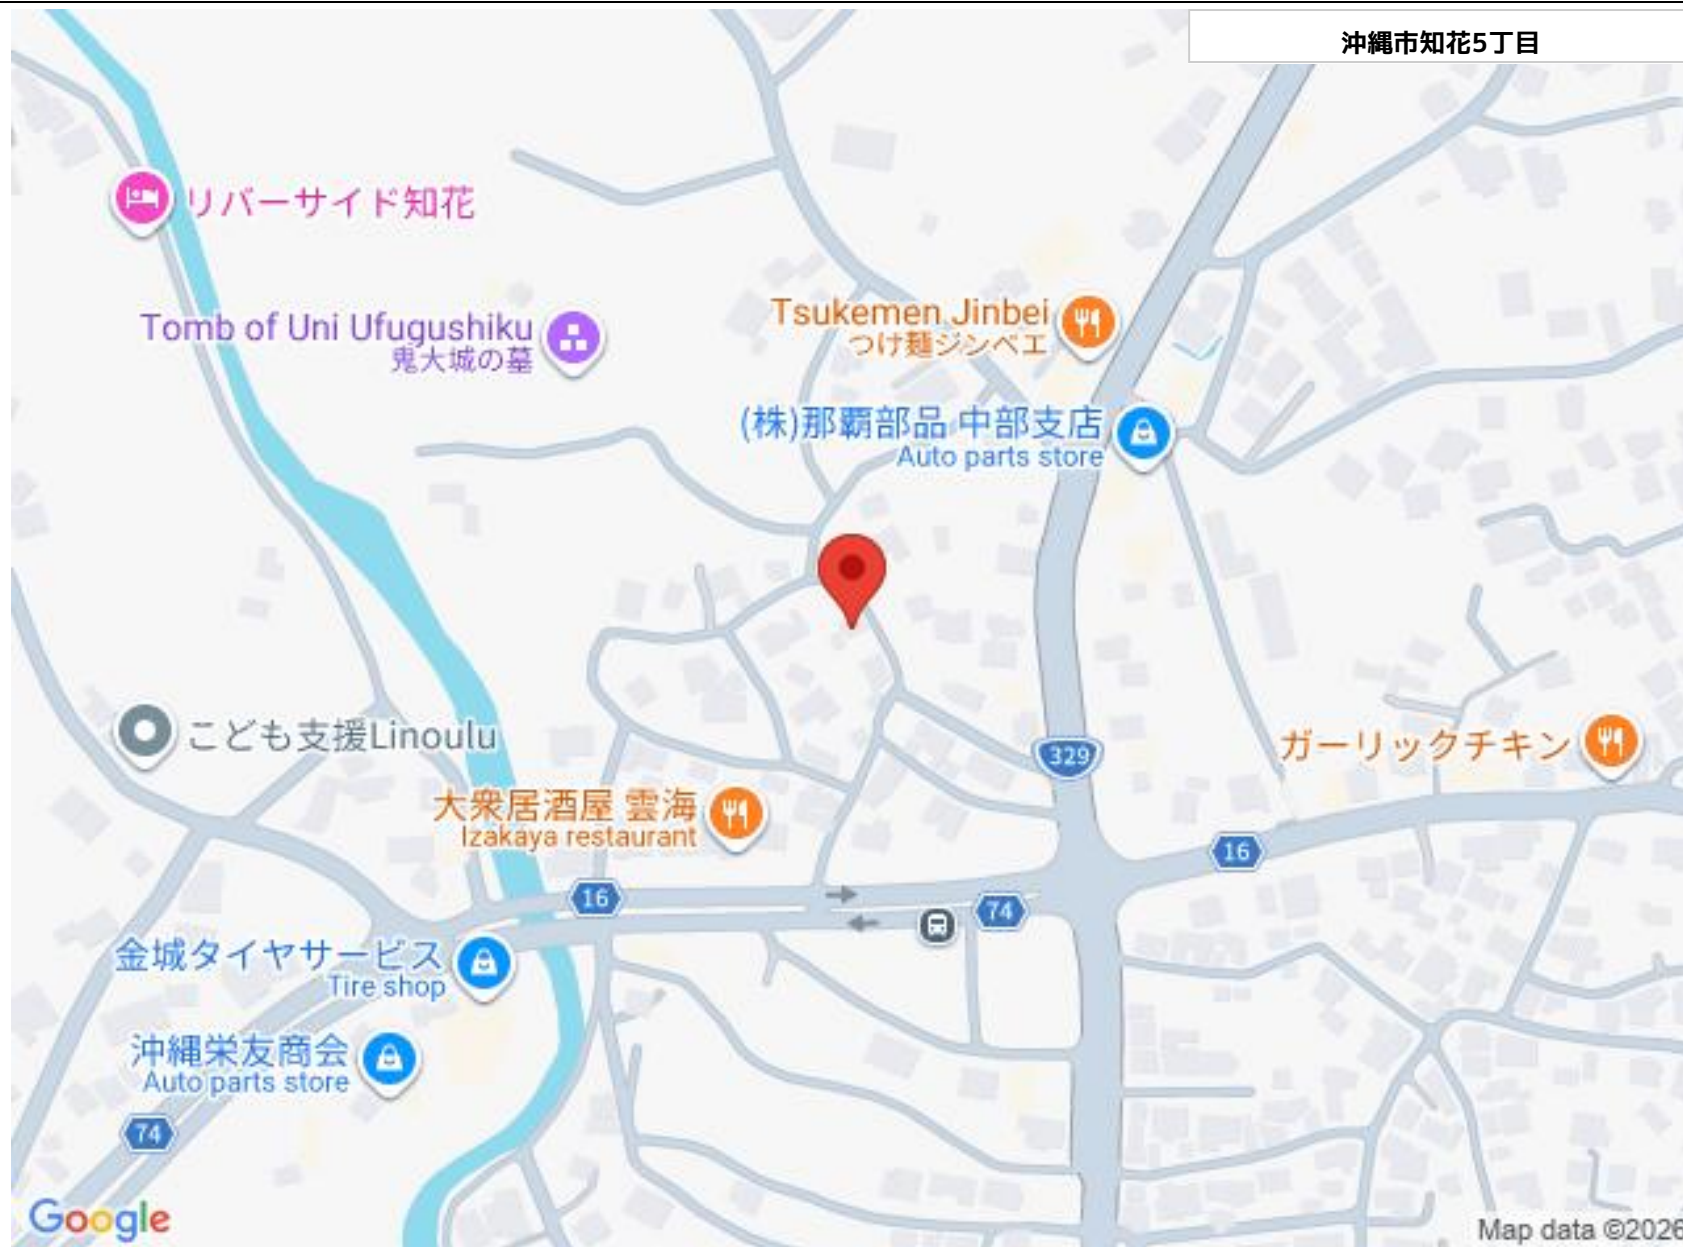 沖縄市知花5丁目
リバーサイド知花
Tomb of Uni Ufugushiku
鬼大城の墓
Tsukemen Jinbei
つけ麺ジンベエ
(株)那覇部品 中部支店
Auto parts store
こども支援Linoulu
329
ガーリックチキン
大衆居酒屋 雲海
Izakaya restaurant
16
16
74
金城タイヤサービス
Tire shop
沖縄栄友商会
Auto parts store
74
Google
Map data ©2026